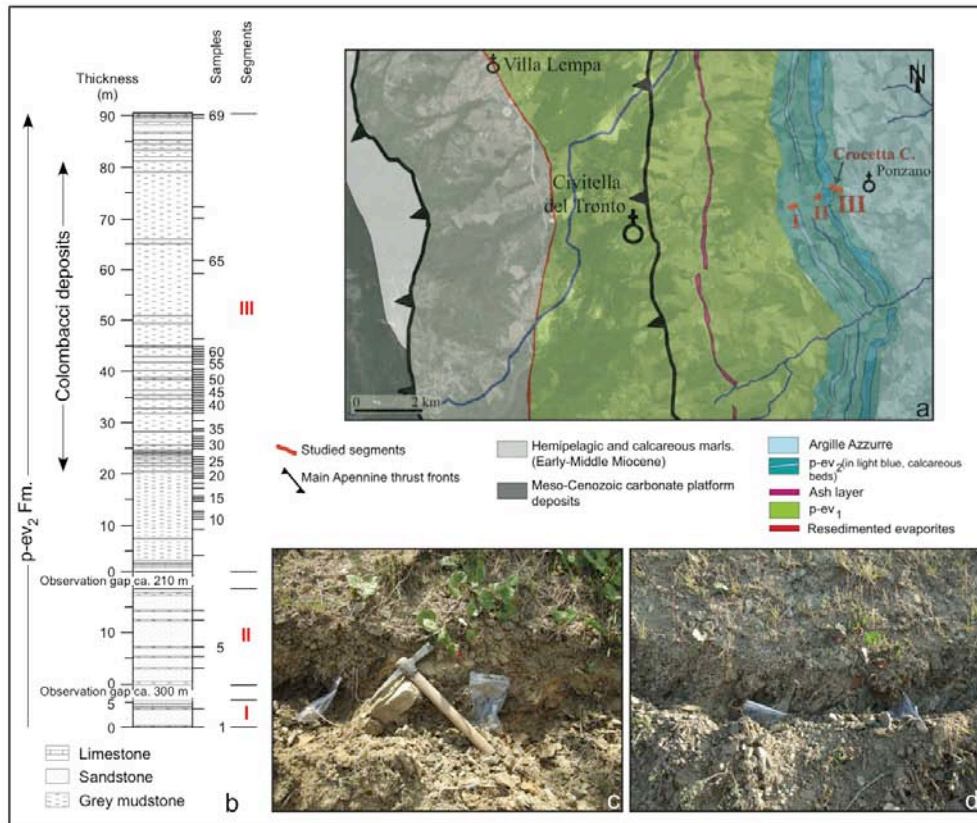 Thickness
(m)
Samples
Segments
90
80
70
60
50
40
30
20
10
0
69
65
60
55
50
45
40
35
30
25
20
15
10
III
Colombacci deposits
p-ev2 Fm.
Observation gap ca. 210 m
10
0
5
II
Observation gap ca. 300 m
5
0
1
I
Limestone
Sandstone
Grey mudstone
b
Villa Lempa
N
Crocetta C.
Ponzano
Civitella
del Tronto
I
II
III
0
2 km
a
Studied segments
Main Apennine thrust fronts
Hemipelagic and calcareous marls.
(Early-Middle Miocene)
Meso-Cenozoic carbonate platform
deposits
Argille Azzurre
p-ev2(in light blue, calcareous
beds)
Ash layer
p-ev1
Resedimented evaporites
c
d